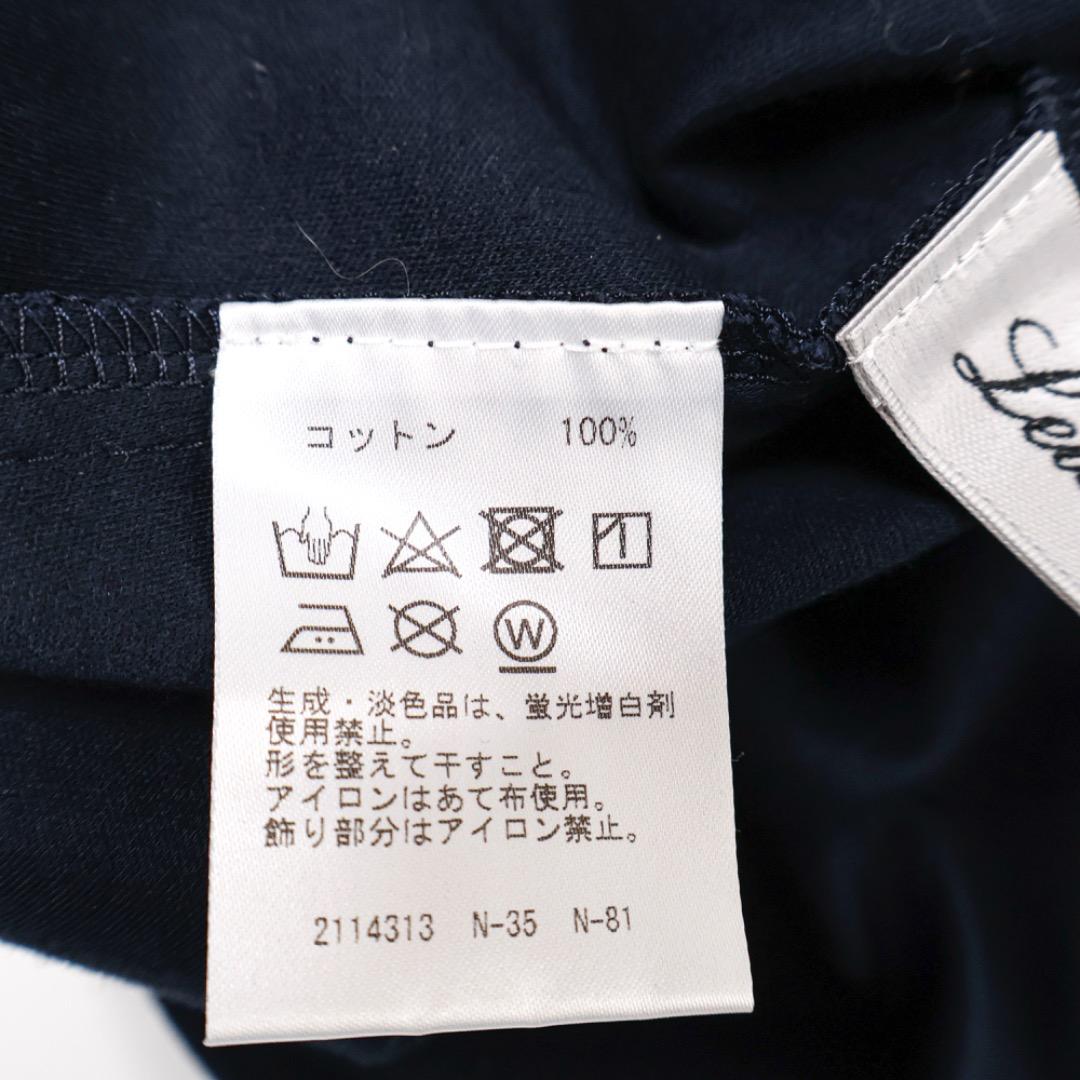 コットン 100%
W
生成・淡色品は、蛍光増白剤
使用禁止。
形を整えて干すこと。
アイロンはあて布使用。
飾り部分はアイロン禁止。
2114313 N-35 N-81